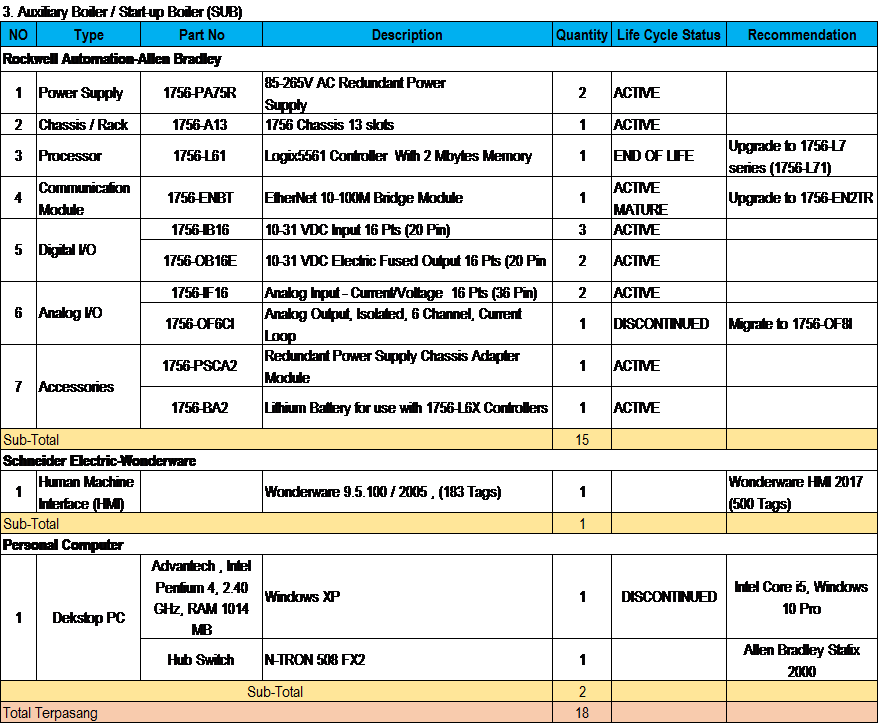 3. Auxiliary Boiler / Start-up Boiler (SUB)
NO Type Part No Description Quantity Life Cycle Status Recommendation
Rockwell Automation-Allen Bradley
1 Power Supply 1756-PA75R 85-265V AC Redundant Power Supply 2 ACTIVE
2 Chassis / Rack 1756-A13 1756 Chassis 13 slots 1 ACTIVE
3 Processor 1756-L61 Logix5561 Controller With 2 Mbytes Memory 1 END OF LIFE Upgrade to 1756-L7 series (1756-L71)
4 Communication Module 1756-ENBT EtherNet 10-100M Bridge Module 1 ACTIVE MATURE Upgrade to 1756-EN2TR
5 Digital I/O 1756-IB16 10-31 VDC Input 16 Pts (20 Pin) 3 ACTIVE
1756-OB16E 10-31 VDC Electric Fused Output 16 Pts (20 Pin 2 ACTIVE
6 Analog I/O 1756-IF16 Analog Input - Current/Voltage 16 Pts (36 Pin) 2 ACTIVE
1756-OF6CI Analog Output, Isolated, 6 Channel, Current Loop 1 DISCONTINUED Migrate to 1756-OF8I
7 Accessories 1756-PSCA2 Redundant Power Supply Chassis Adapter Module 1 ACTIVE
1756-BA2 Lithium Battery for use with 1756-L6X Controllers 1 ACTIVE
Sub-Total 15
Schneider Electric-Wonderware
1 Human Machine Interface (HMI) Wonderware 9.5.100 / 2005 , (183 Tags) 1 Wonderware HMI 2017 (500 Tags)
Sub-Total 1
Personal Computer
1 Dekstop PC Advantech , Intel Pentium 4, 2.40 GHz, RAM 1014 MB Windows XP 1 DISCONTINUED Intel Core i5, Windows 10 Pro
Hub Switch N-TRON 508 FX2 1 Allen Bradley Statix 2000
Sub-Total 2
Total Terpasang 18